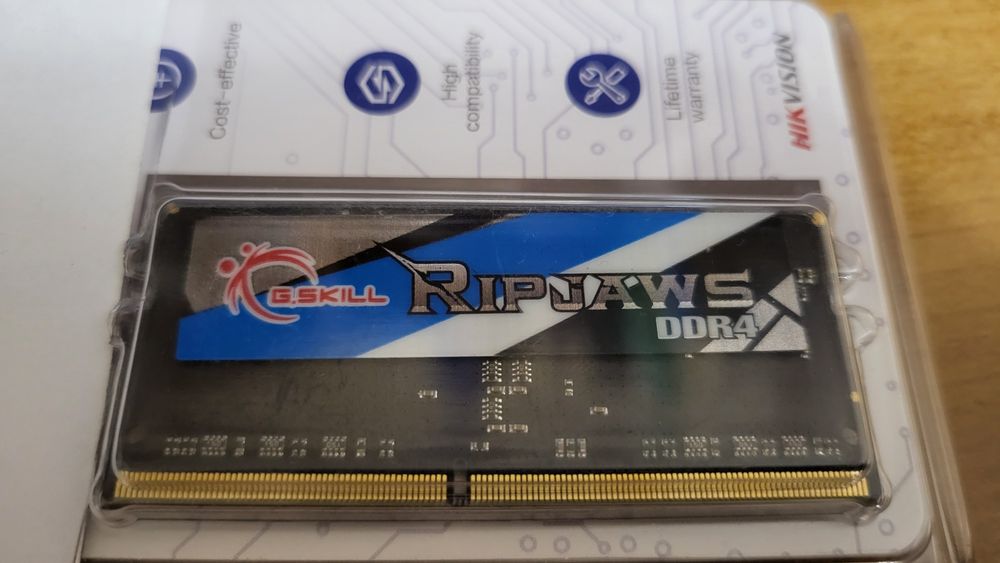 Cost-effective
High
compatibility
Lifetime
warranty
HIKVISION
G.SKILL
RIPJAWS
DDR4